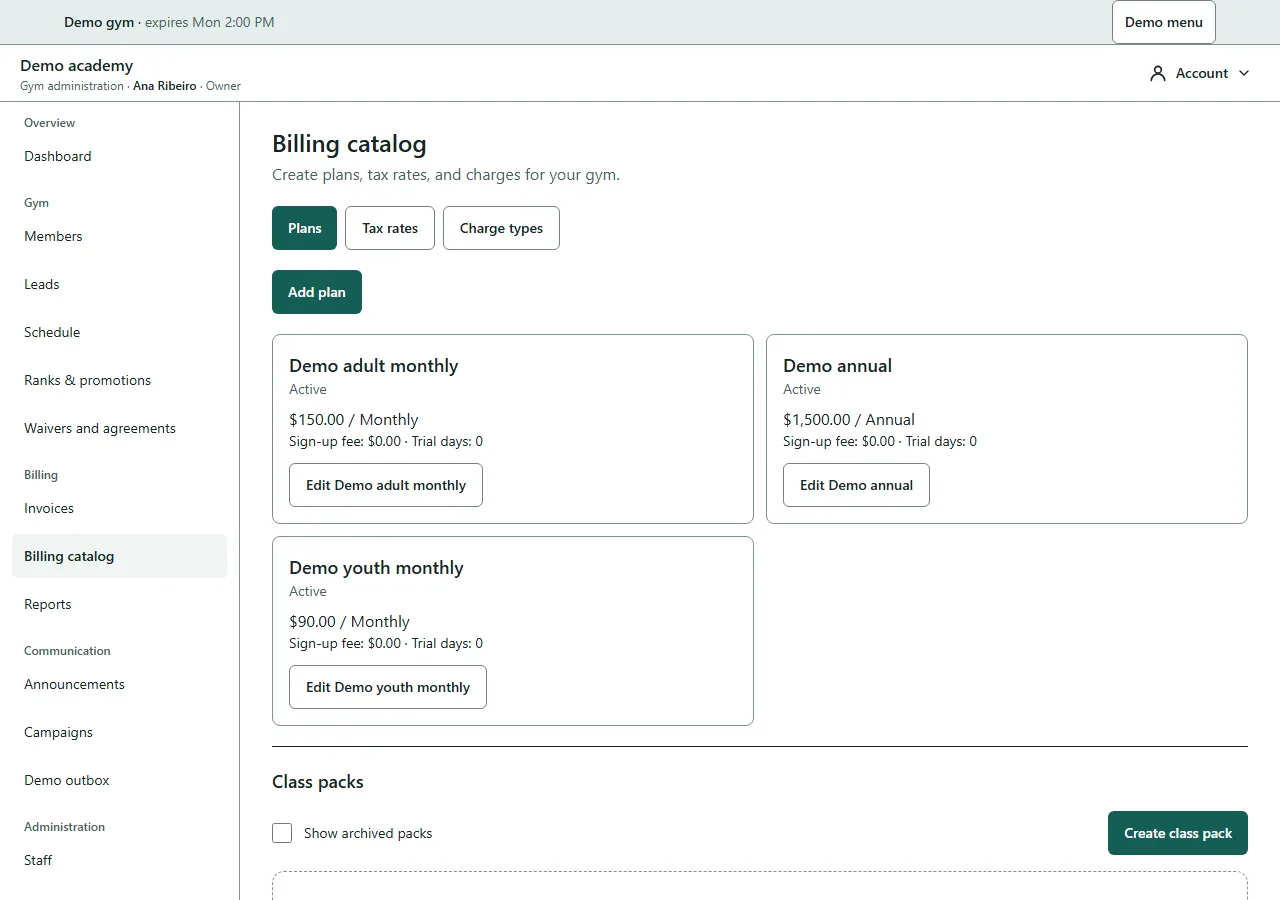 Demo gym · expires Mon 2:00 PM
Demo menu
Demo academy
Gym administration · Ana Ribeiro · Owner
Account
Overview
Dashboard
Gym
Members
Leads
Schedule
Ranks & promotions
Waivers and agreements
Billing
Invoices
Billing catalog
Reports
Communication
Announcements
Campaigns
Demo outbox
Administration
Staff
Billing catalog
Create plans, tax rates, and charges for your gym.
Plans
Tax rates
Charge types
Add plan
Demo adult monthly
Active
$150.00 / Monthly
Sign-up fee: $0.00 · Trial days: 0
Edit Demo adult monthly
Demo annual
Active
$1,500.00 / Annual
Sign-up fee: $0.00 · Trial days: 0
Edit Demo annual
Demo youth monthly
Active
$90.00 / Monthly
Sign-up fee: $0.00 · Trial days: 0
Edit Demo youth monthly
Class packs
Show archived packs
Create class pack